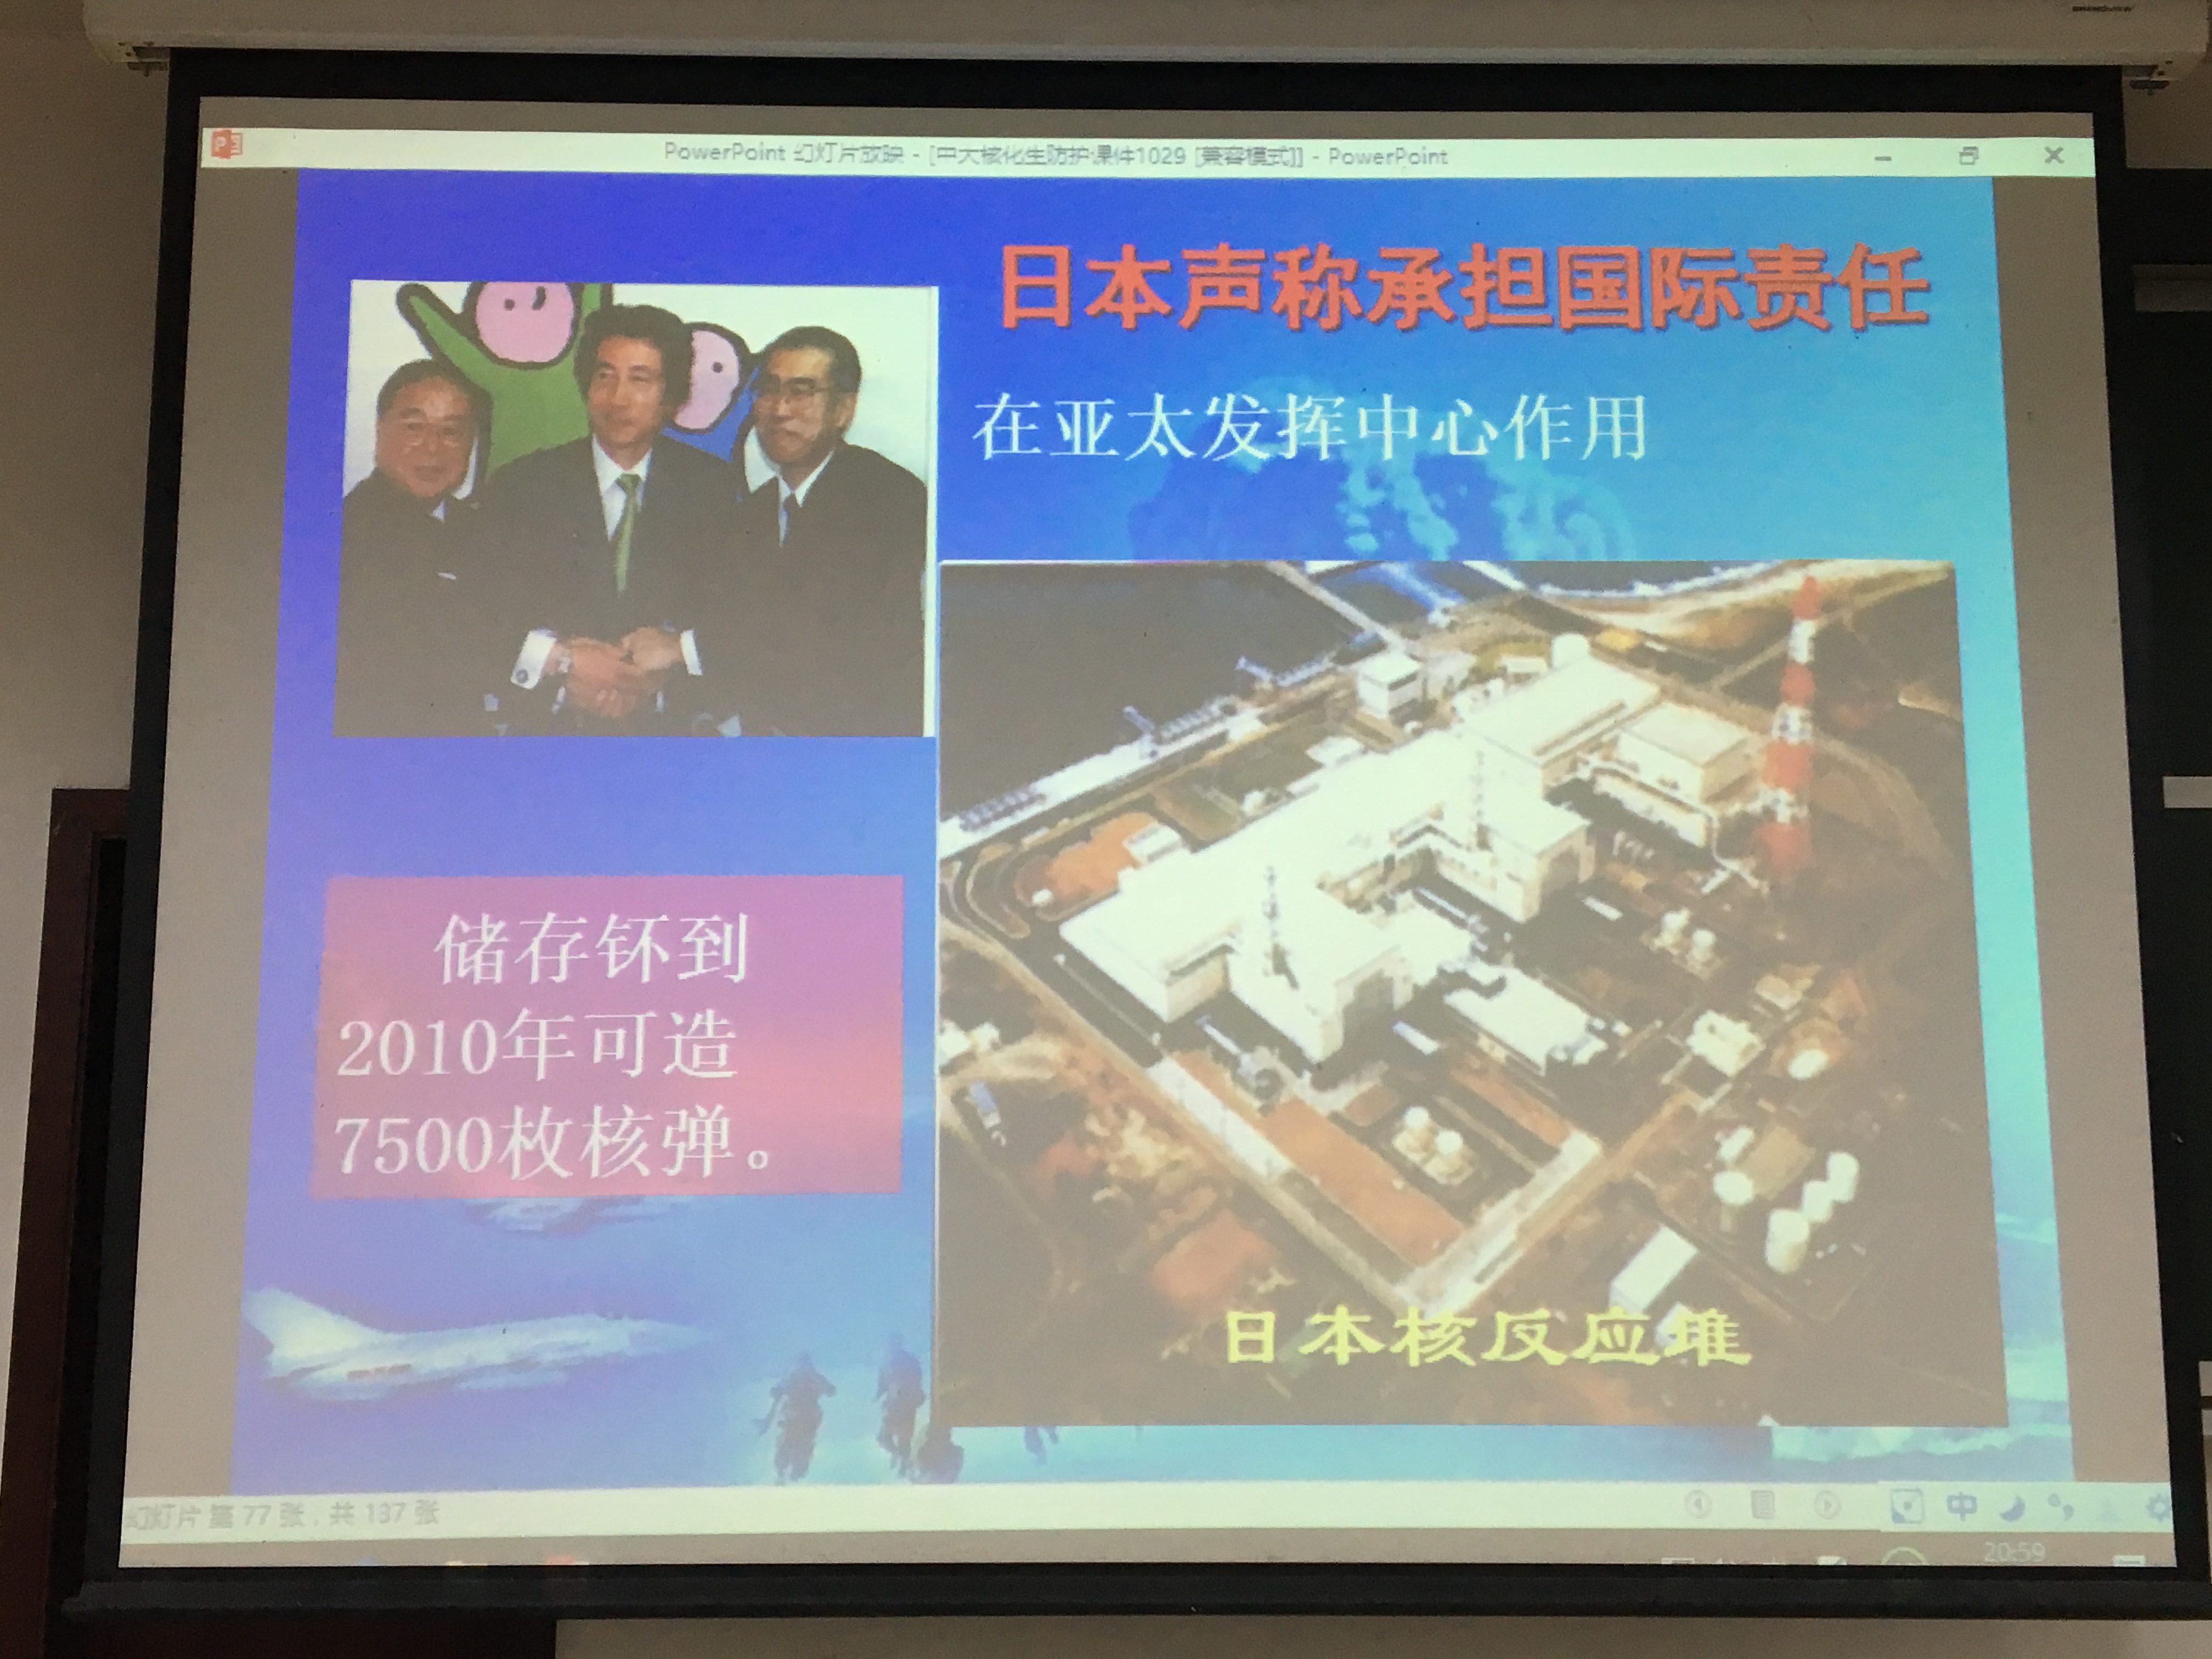 PowerPoint 幻灯片放映 - [中大核化生防护课件1029 [兼容模式]] - PowerPoint
日本声称承担国际责任
在亚太发挥中心作用
储存钚到
2010年可造
7500枚核弹。
日本核反应堆
幻灯片 第 77 张，共 137 张
中
20:59